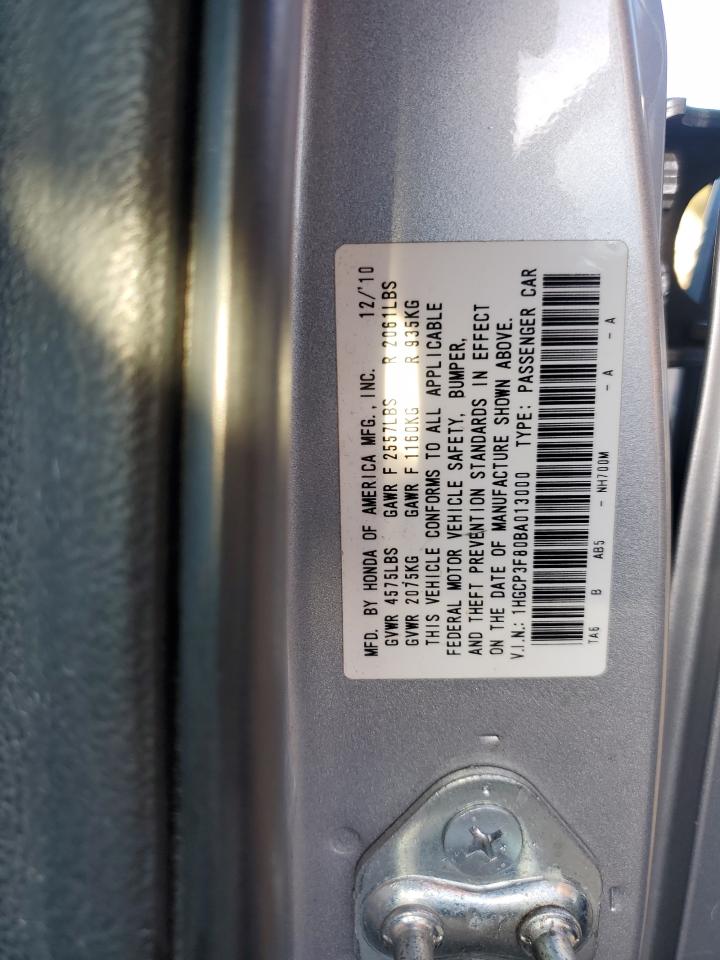 MFD. BY HONDA OF AMERICA MFG., INC. 12/'10
GVWR 4575LBS GAWR F 2557LBS R 2061LBS
GVWR 2075KG GAWR F 1160KG R 935KG
THIS VEHICLE CONFORMS TO ALL APPLICABLE
FEDERAL MOTOR VEHICLE SAFETY, BUMPER,
AND THEFT PREVENTION STANDARDS IN EFFECT
ON THE DATE OF MANUFACTURE SHOWN ABOVE.
V.I.N.: 1HGCP3F80BA013000 TYPE: PASSENGER CAR
TA6 B AB5 - NH700M - A - A